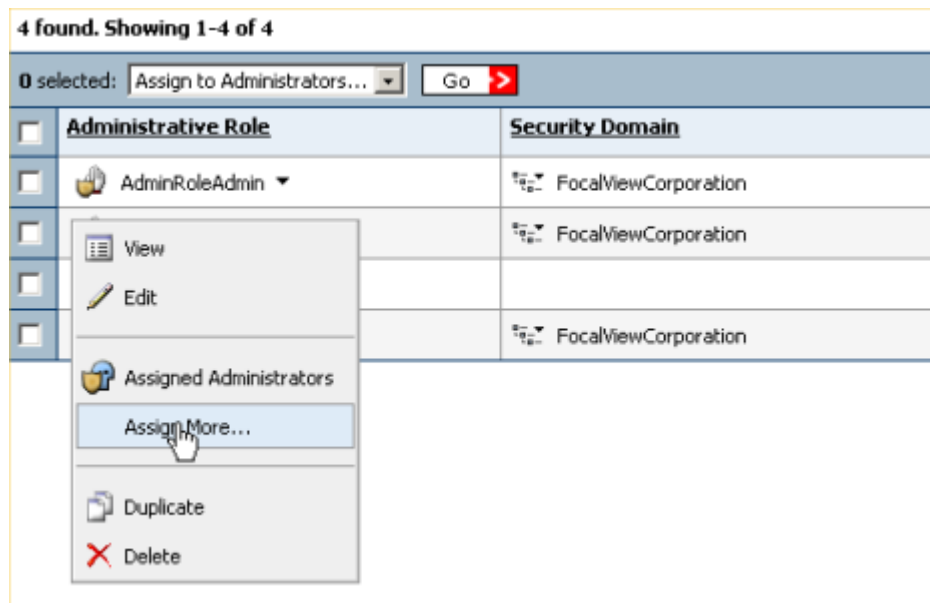 4 found. Showing 1-4 of 4
0 selected: Assign to Administrators... Go
Administrative Role Security Domain
AdminRoleAdmin FocalViewCorporation
FocalViewCorporation
View
Edit
FocalViewCorporation
Assigned Administrators
Assign More...
Duplicate
Delete